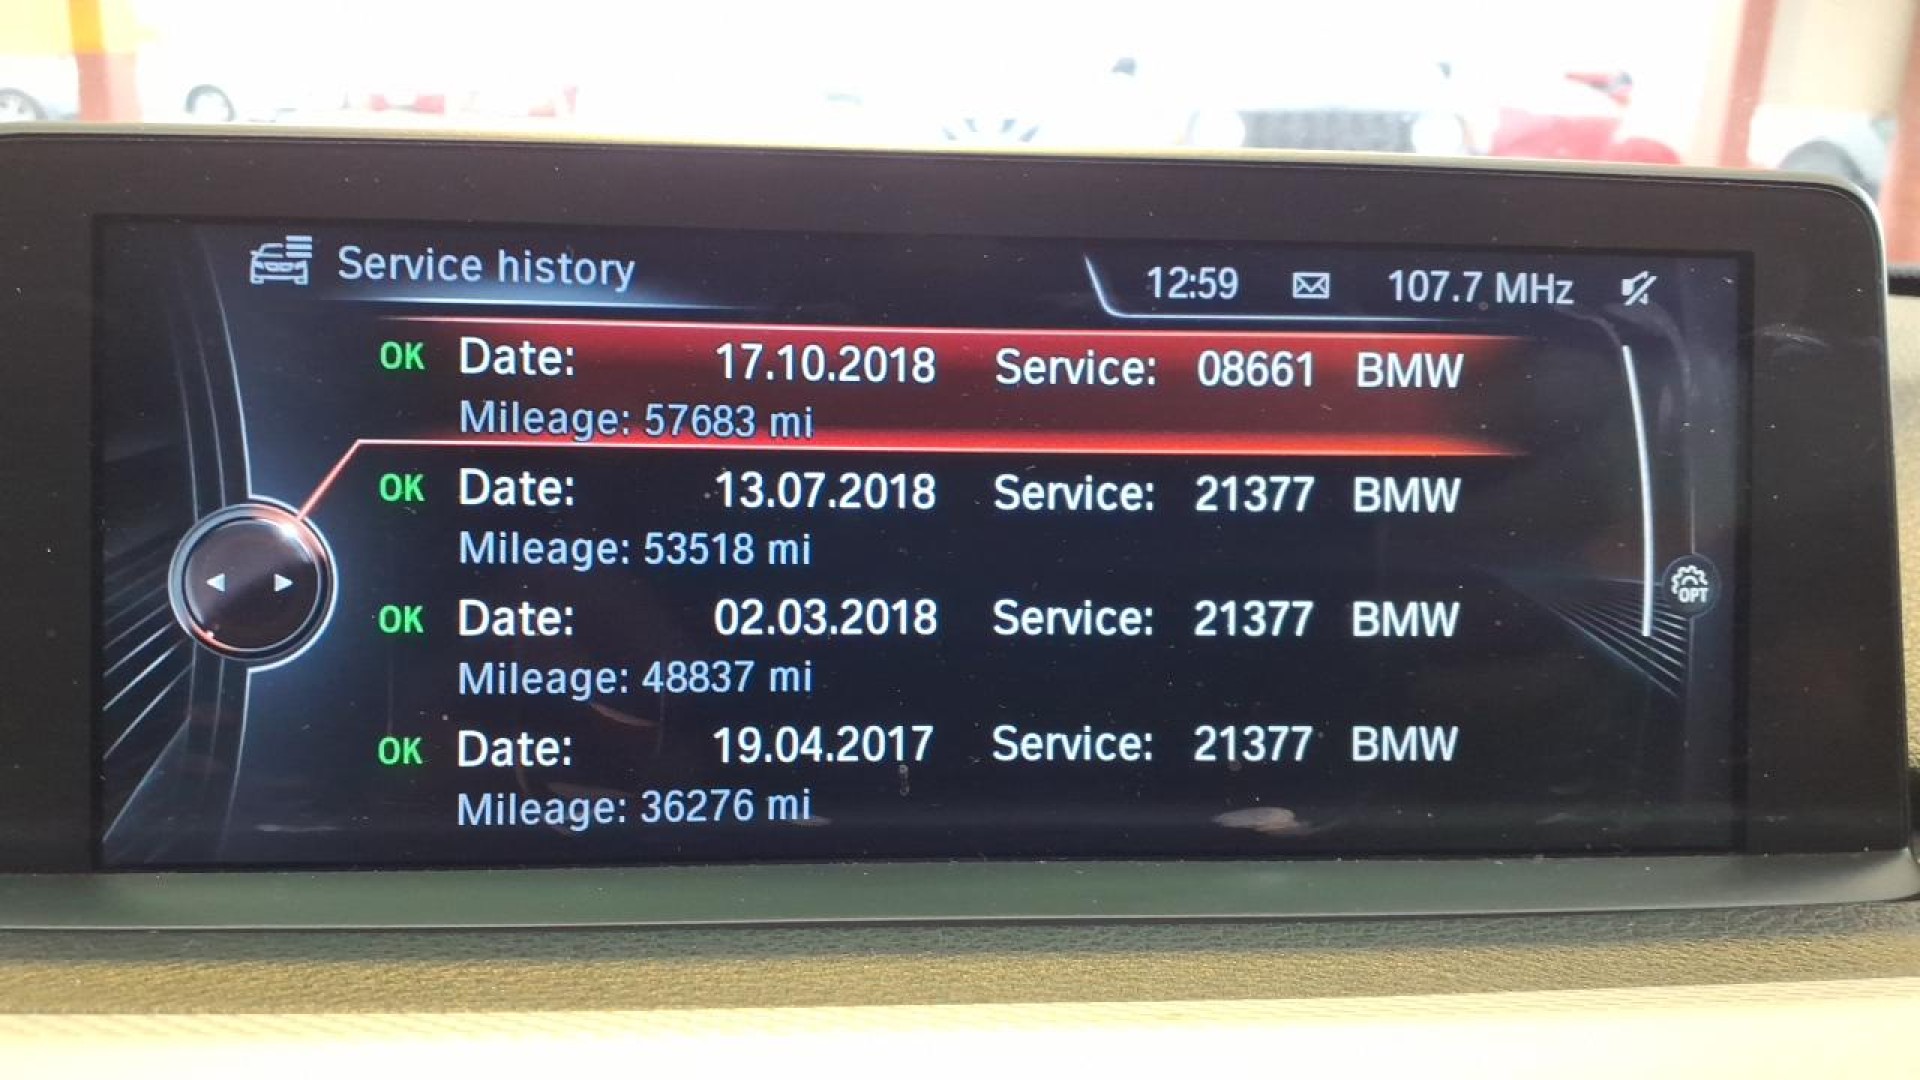 Service history 12:59 107.7 MHz
OK Date: 17.10.2018 Service: 08661 BMW
Mileage: 57683 mi
OK Date: 13.07.2018 Service: 21377 BMW
Mileage: 53518 mi
OK Date: 02.03.2018 Service: 21377 BMW
Mileage: 48837 mi
OPT
OK Date: 19.04.2017 Service: 21377 BMW
Mileage: 36276 mi